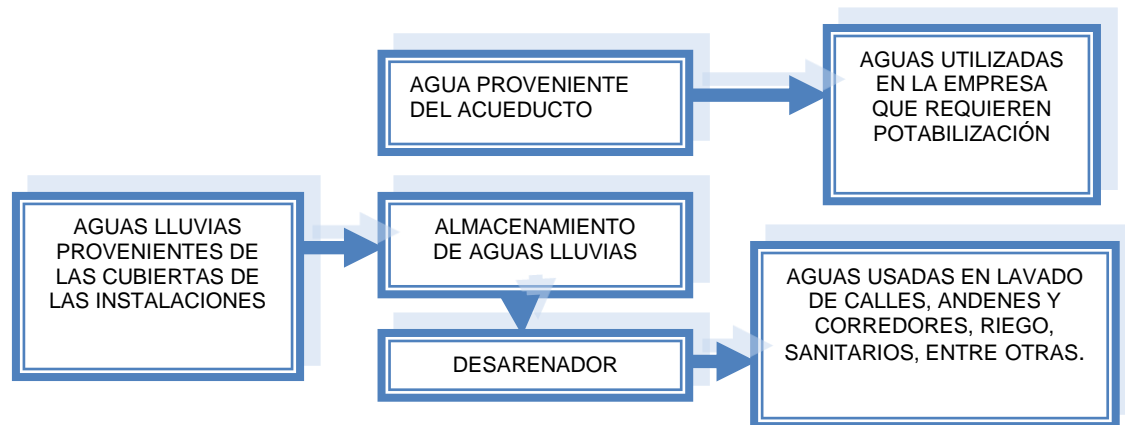 AGUA PROVENIENTE
DEL ACUEDUCTO
AGUAS UTILIZADAS
EN LA EMPRESA
QUE REQUIEREN
POTABILIZACIÓN
AGUAS LLUVIAS
PROVENIENTES DE
LAS CUBIERTAS DE
LAS INSTALACIONES
ALMACENAMIENTO
DE AGUAS LLUVIAS
DESARENADOR
AGUAS USADAS EN LAVADO
DE CALLES, ANDENES Y
CORREDORES, RIEGO,
SANITARIOS, ENTRE OTRAS.